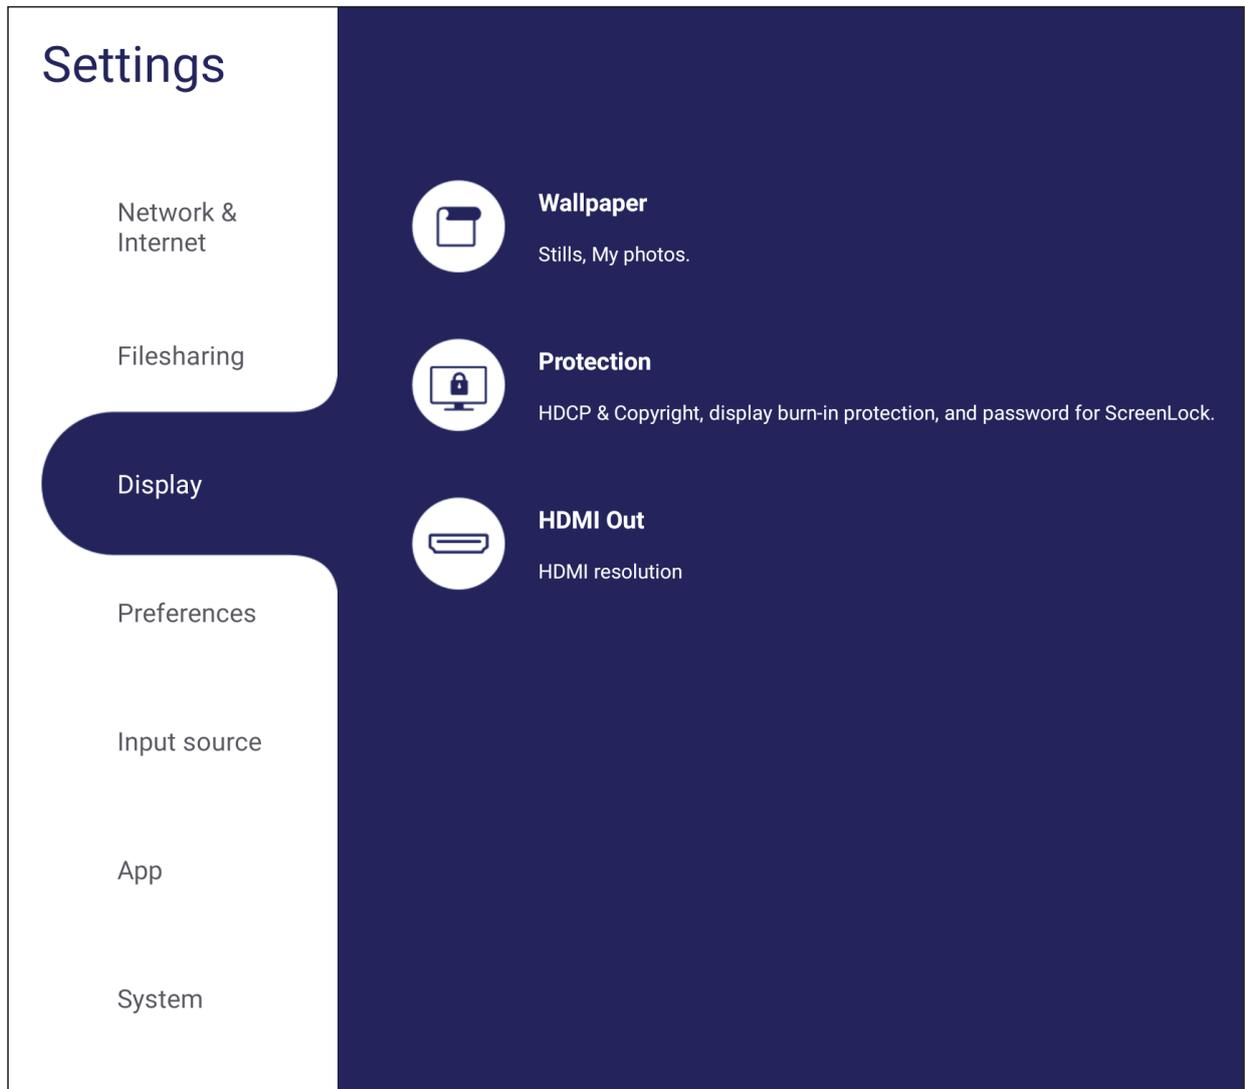 Settings
Network &
Internet
Filesharing
Display
Preferences
Input source
App
System
Wallpaper
Stills, My photos.
Protection
HDCP & Copyright, display burn-in protection, and password for ScreenLock.
HDMI Out
HDMI resolution